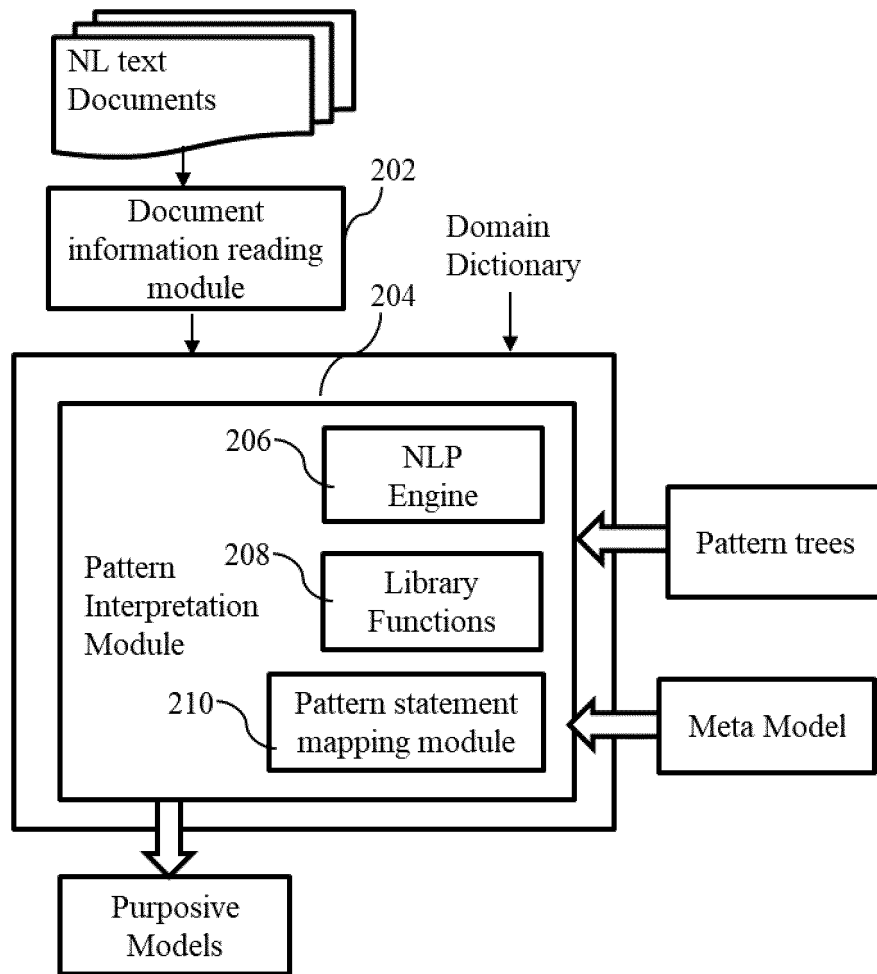 NL text
Documents
202
Document
information reading
module
Domain
Dictionary
204
206
NLP
Engine
Pattern trees
208
Library
Functions
Pattern
Interpretation
Module
210
Pattern statement
mapping module
Meta Model
Purposive
Models